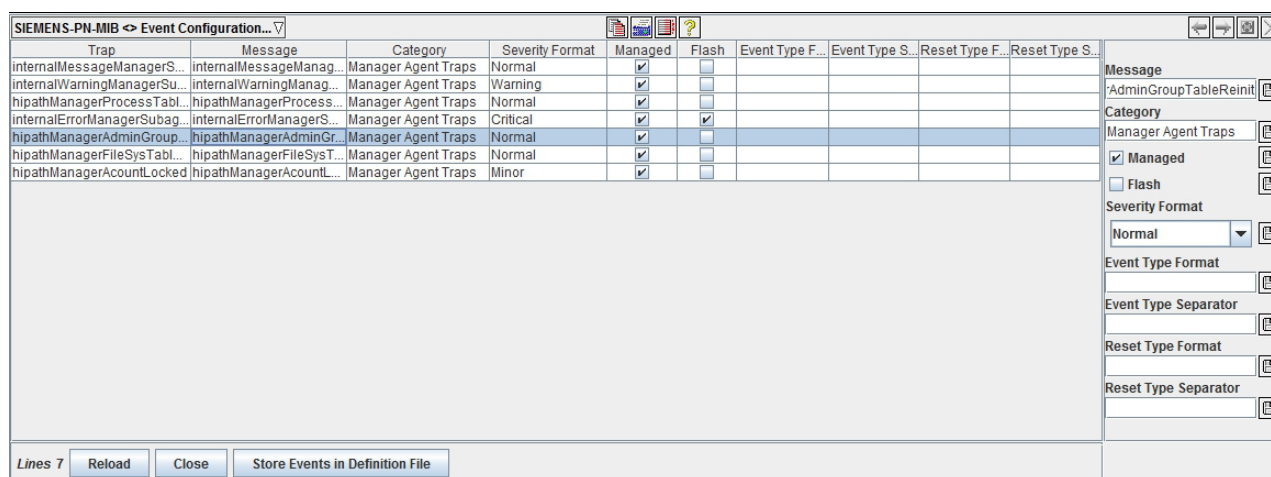 SIEMENS-PN-MIB <> Event Configuration...
Trap Message Category Severity Format Managed Flash Event Type F... Event Type S... Reset Type F... Reset Type S...
internalMessageManagerS... internalMessageManag... Manager Agent Traps Normal
internalWarningManagerSu... internalWarningManag... Manager Agent Traps Warning
hipathManagerProcessTabl... hipathManagerProcess... Manager Agent Traps Normal
internalErrorManagerSubag... internalErrorManagerS... Manager Agent Traps Critical
hipathManagerAdminGroup... hipathManagerAdminGr... Manager Agent Traps Normal
hipathManagerFileSysTabl... hipathManagerFileSysT... Manager Agent Traps Normal
hipathManagerAcountLocked hipathManagerAcountL... Manager Agent Traps Minor
Message
rAdminGroupTableReinit
Category
Manager Agent Traps
Managed
Flash
Severity Format
Normal
Event Type Format
Event Type Separator
Reset Type Format
Reset Type Separator
Lines 7 Reload Close Store Events in Definition File